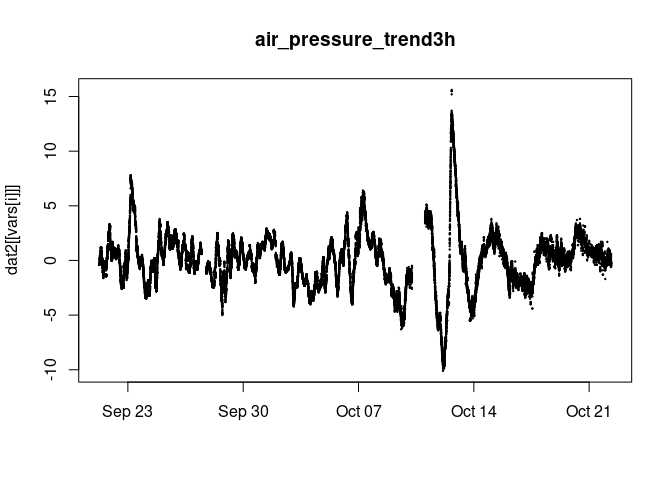 air_pressure_trend3h
dat2[[vars[i]]]
15
10
5
0
-5
-10
Sep 23
Sep 30
Oct 07
Oct 14
Oct 21